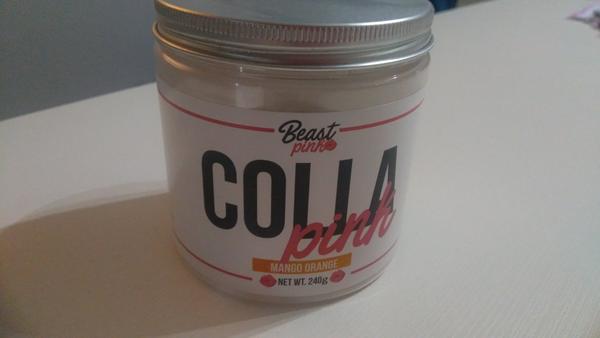 Beast
pink
COLLA
pink
MANGO ORANGE
NET WT. 240g